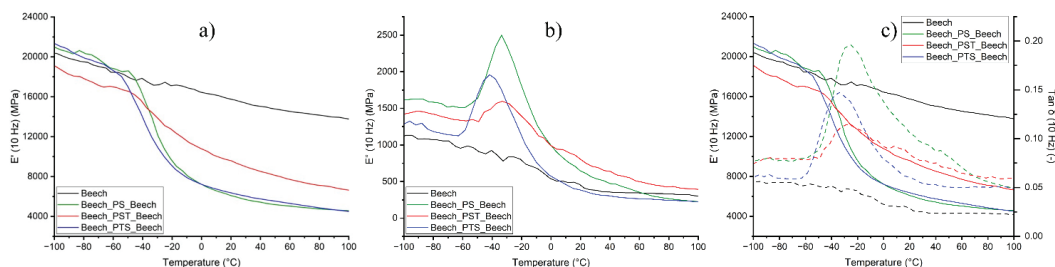 a)
24000
20000
16000
12000
8000
4000
E' (10 Hz) (MPa)
Beech
Beech_PS_Beech
Beech_PST_Beech
Beech_PTS_Beech
−100 −80 −60 −40 −20 0 20 40 60 80 100
Temperature (°C)
b)
2500
2000
1500
1000
500
0
E' (10 Hz) (MPa)
Beech
Beech_PS_Beech
Beech_PST_Beech
Beech_PTS_Beech
−100 −80 −60 −40 −20 0 20 40 60 80 100
Temperature (°C)
c)
24000
20000
16000
12000
8000
4000
E' (10 Hz) (MPa)
Beech
Beech_PS_Beech
Beech_PST_Beech
Beech_PTS_Beech
0.20
0.15
0.10
0.05
0.00
Tan δ (10 Hz) (-)
−100 −80 −60 −40 −20 0 20 40 60 80 100
Temperature (°C)